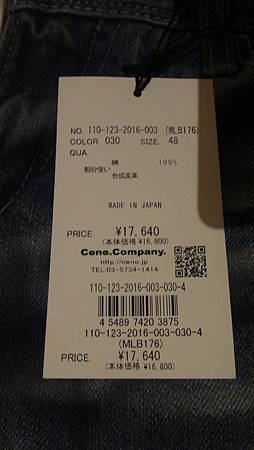 NO. 110-123-2016-003 (MLB176)
COLOR. 030 SIZE. 48
QUA.
綿 100%
部分使い
合成皮革
MADE IN JAPAN
PRICE. ¥17,640
(本体価格 ¥16,800)
Ceno.Company.
http://ceno.jp
TEL:03-5734-1414
110-123-2016-003-030-4
4 5489 7420 3875
110-123-2016-003-030-4
(MLB176)
PRICE. ¥17,640
(本体価格 ¥16,800)